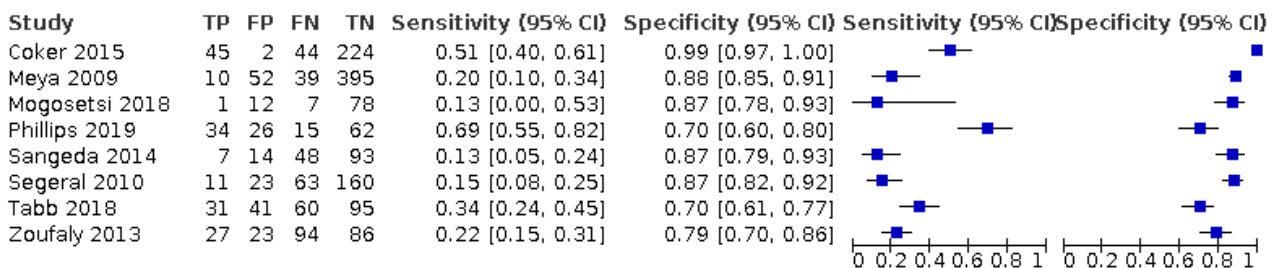 Study TP FP FN TN Sensitivity (95% CI) Specificity (95% CI) Sensitivity (95% CI)Specificity (95% CI)
Coker 2015 45 2 44 224 0.51 [0.40, 0.61] 0.99 [0.97, 1.00]
Meya 2009 10 52 39 395 0.20 [0.10, 0.34] 0.88 [0.85, 0.91]
Mogosetsi 2018 1 12 7 78 0.13 [0.00, 0.53] 0.87 [0.78, 0.93]
Phillips 2019 34 26 15 62 0.69 [0.55, 0.82] 0.70 [0.60, 0.80]
Sangeda 2014 7 14 48 93 0.13 [0.05, 0.24] 0.87 [0.79, 0.93]
Segeral 2010 11 23 63 160 0.15 [0.08, 0.25] 0.87 [0.82, 0.92]
Tabb 2018 31 41 60 95 0.34 [0.24, 0.45] 0.70 [0.61, 0.77]
Zoufaly 2013 27 23 94 86 0.22 [0.15, 0.31] 0.79 [0.70, 0.86]
0 0.2 0.4 0.6 0.8 1 0 0.2 0.4 0.6 0.8 1